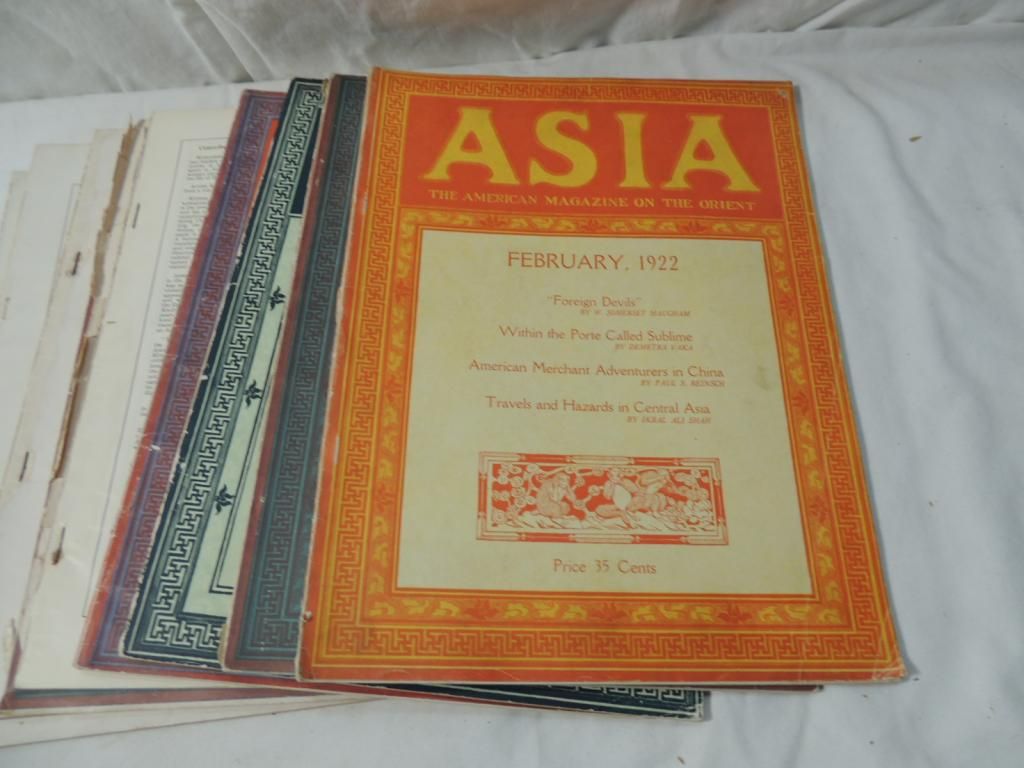 ASIA
THE AMERICAN MAGAZINE ON THE ORIENT
FEBRUARY, 1922
"Foreign Devils"
BY W. SOMERSET MAUGHAM
Within the Porte Called Sublime
BY DEMETRA VAKA
American Merchant Adventurers in China
BY PAUL S. REINSCH
Travels and Hazards in Central Asia
BY IKBAL ALI SHAH
Price 35 Cents